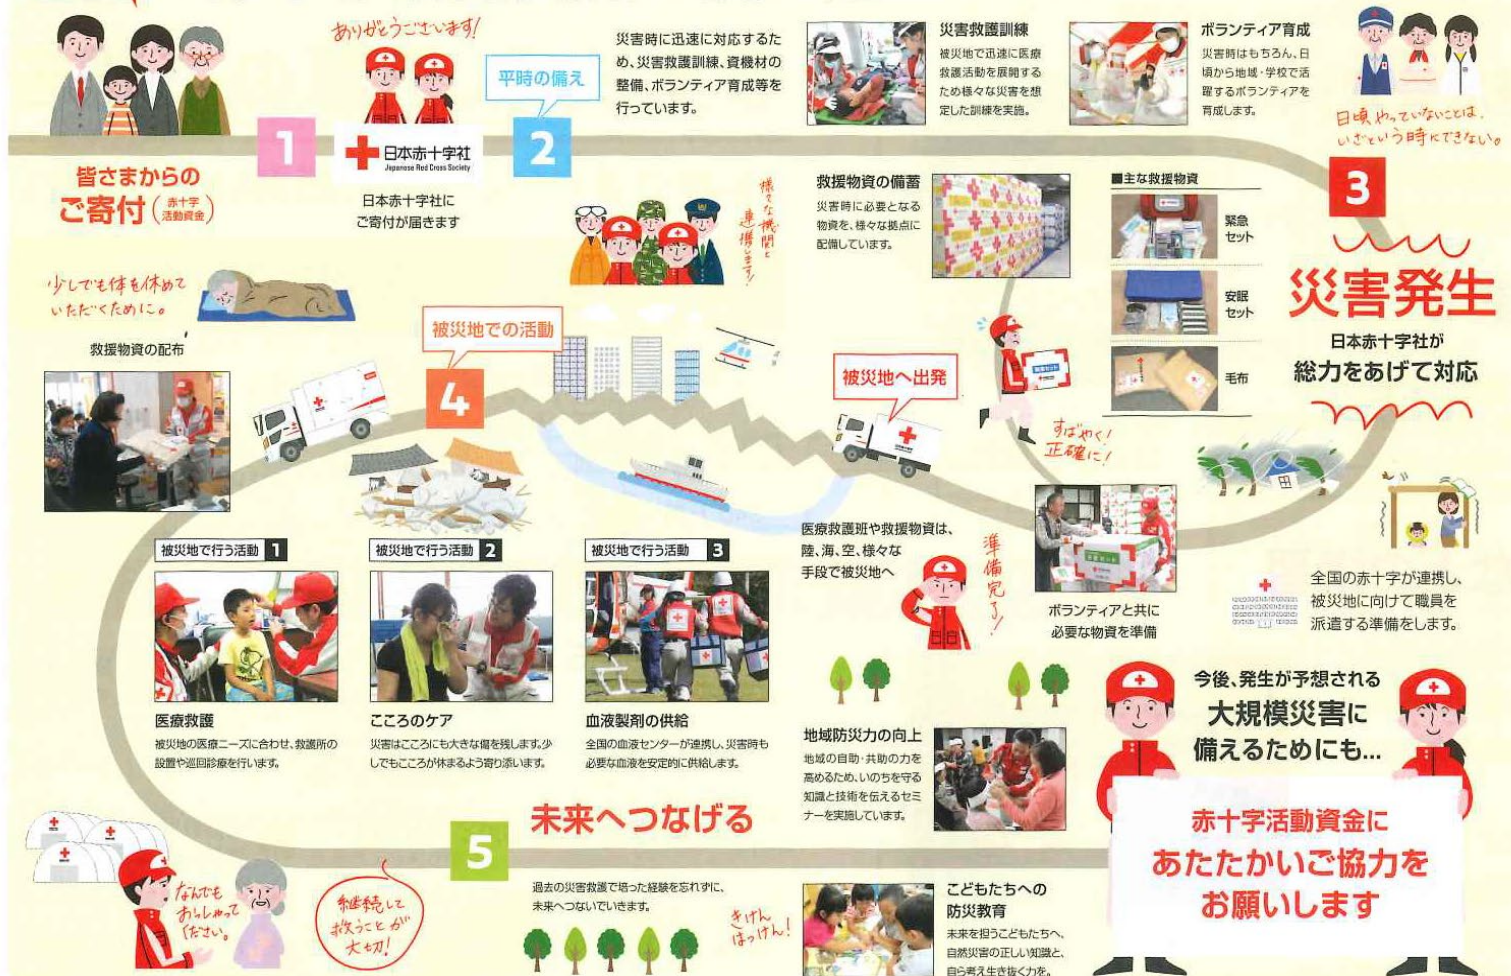 ありがとうございます!
皆さまからの
ご寄付(赤十字活動資金)
1
日本赤十字社
Japanese Red Cross Society
日本赤十字社に
ご寄付が届きます
平時の備え
2
災害時に迅速に対応するた
め、災害救護訓練、資機材の
整備、ボランティア育成等を
行っています。
災害救護訓練
被災地で迅速に医療
救護活動を展開する
ため様々な災害を想
定した訓練を実施。
ボランティア育成
災害時はもちろん、日
頃から地域・学校で活
躍するボランティアを
育成します。
日頃やっていないことは、
いざという時にできない。
様々な機関と
連携します!
救援物資の備蓄
災害時に必要となる
物資を、様々な拠点に
配備しています。
■主な救援物資
緊急
セット
安眠
セット
毛布
3
災害発生
日本赤十字社が
総力をあげて対応
全国の赤十字が連携し、
被災地に向けて職員を
派遣する準備をします。
ボランティアと共に
必要な物資を準備
すばやく!
正確に!
準備完了!
被災地へ出発
医療救護班や救援物資は、
陸、海、空、様々な
手段で被災地へ
被災地での活動
4
少しでも体を休めて
いただくために。
救援物資の配布
被災地で行う活動 1
医療救護
被災地の医療ニーズに合わせ、救護所の
設置や巡回診療を行います。
被災地で行う活動 2
こころのケア
災害はこころにも大きな傷を残します。少
しでもこころが休まるよう寄り添います。
被災地で行う活動 3
血液製剤の供給
全国の血液センターが連携し、災害時も
必要な血液を安定的に供給します。
なんでも
おっしゃって
ください。
継続して
救うことが
大切!
5
未来へつなげる
過去の災害救護で培った経験を忘れずに、
未来へつないでいきます。
地域防災力の向上
地域の自助・共助の力を
高めるため、いのちを守る
知識と技術を伝えるセミ
ナーを実施しています。
きけん
はっけん!
こどもたちへの
防災教育
未来を担うこどもたちへ、
自然災害の正しい知識と、
自ら考え生き抜く力を。
今後、発生が予想される
大規模災害に
備えるためにも…
赤十字活動資金に
あたたかいご協力を
お願いします